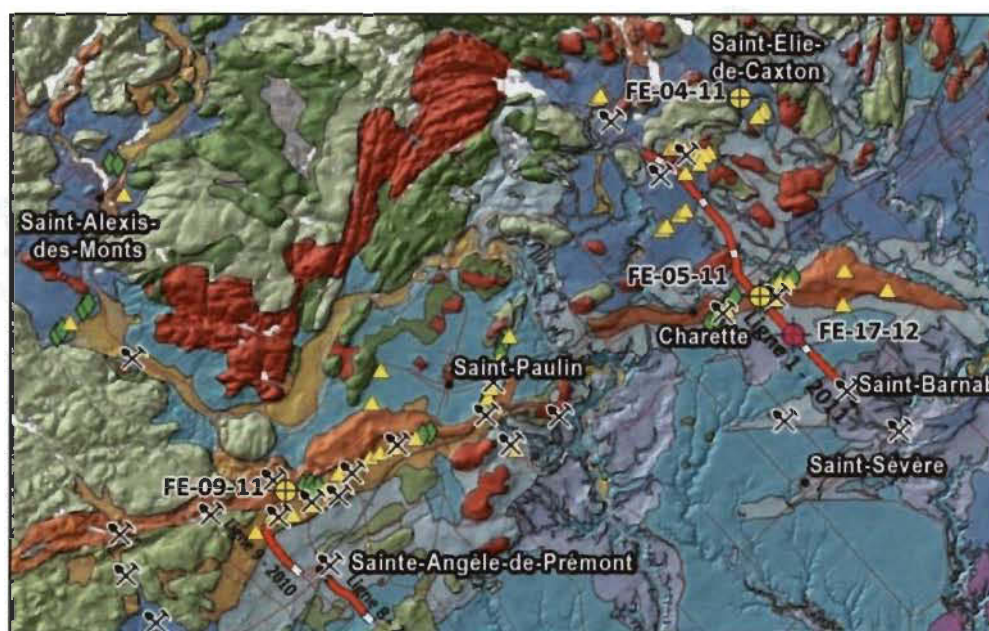 Saint-Élie-
de-Caxton
FE-04-11
Saint-Alexis-
des-Monts
FE-05-11
Charette
FE-17-12
Ligne 1 - 2011
Saint-Paulin
Saint-Barnab
Saint-Sévère
FE-09-11
Ligne 9 - 2010
Sainte-Angèle-de-Prémont
Ligne 8